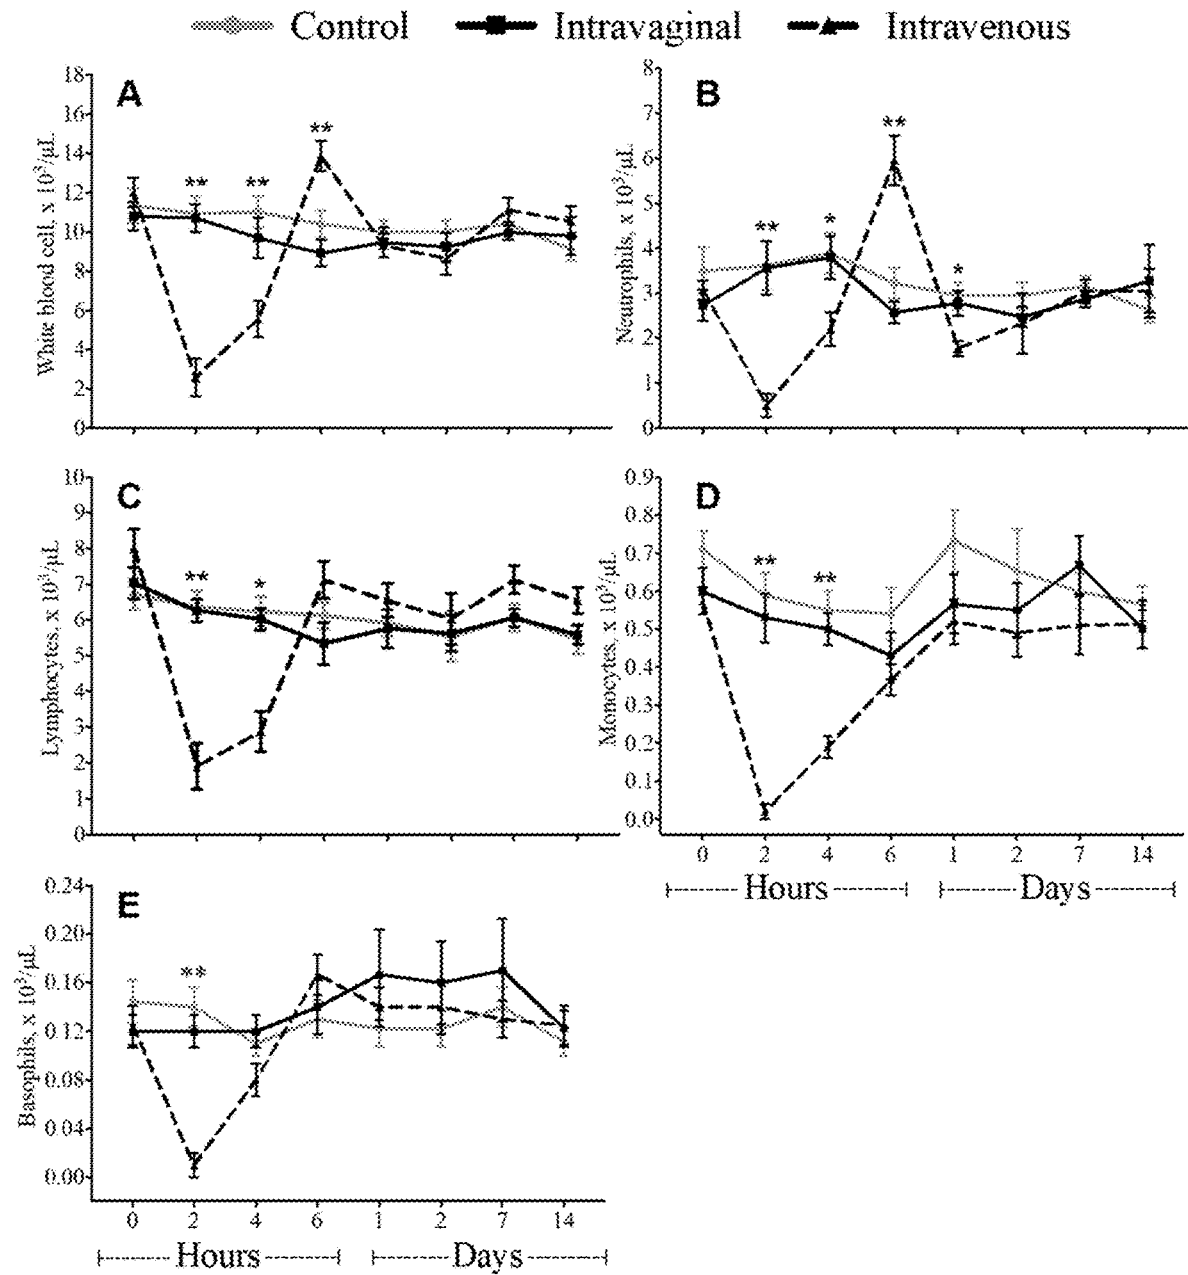 Control Intravaginal Intravenous
A
White blood cell, x 10³/µL
18
16
14
12
10
8
6
4
2
0
** ** **
B
Neurophils, x 10³/µL
8
7
6
5
4
3
2
1
0
** * ** *
C
Lymphocytes, x 10³/µL
10
9
8
7
6
5
4
3
2
1
0
** *
D
Monocytes, x 10³/µL
0.9
0.8
0.7
0.6
0.5
0.4
0.3
0.2
0.1
0.0
** **
0 2 4 6 1 2 7 14
Hours Days
E
Basophils, x 10³/µL
0.24
0.20
0.16
0.12
0.08
0.04
0.00
**
0 2 4 6 1 2 7 14
Hours Days